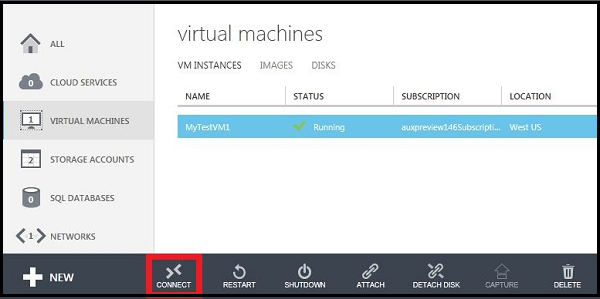 virtual machines
ALL
VM INSTANCES IMAGES DISKS
0 CLOUD SERVICES
NAME STATUS SUBSCRIPTION LOCATION
1 VIRTUAL MACHINES
MyTestVM1 Running auxpreview146Subscripti... West US
2 STORAGE ACCOUNTS
0 SQL DATABASES
1 NETWORKS
NEW CONNECT RESTART SHUTDOWN ATTACH DETACH DISK CAPTURE DELETE